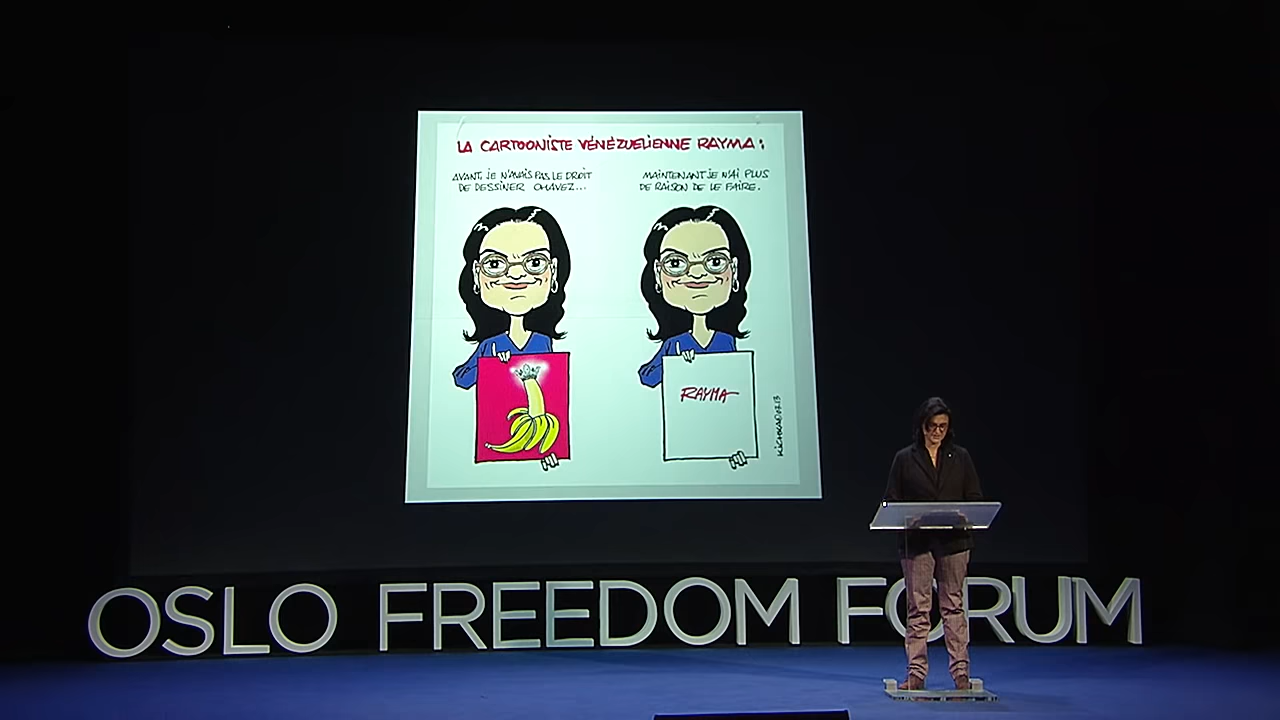 LA CARTOONISTE VÉNÉZUELIENNE RAYMA :
AVANT, JE N'AVAIS PAS LE DROIT
DE DESSINER CHAVEZ...
MAINTENANT JE N'AI PLUS
DE RAISON DE LE FAIRE.
RAYMA
OSLO FREEDOM FORUM